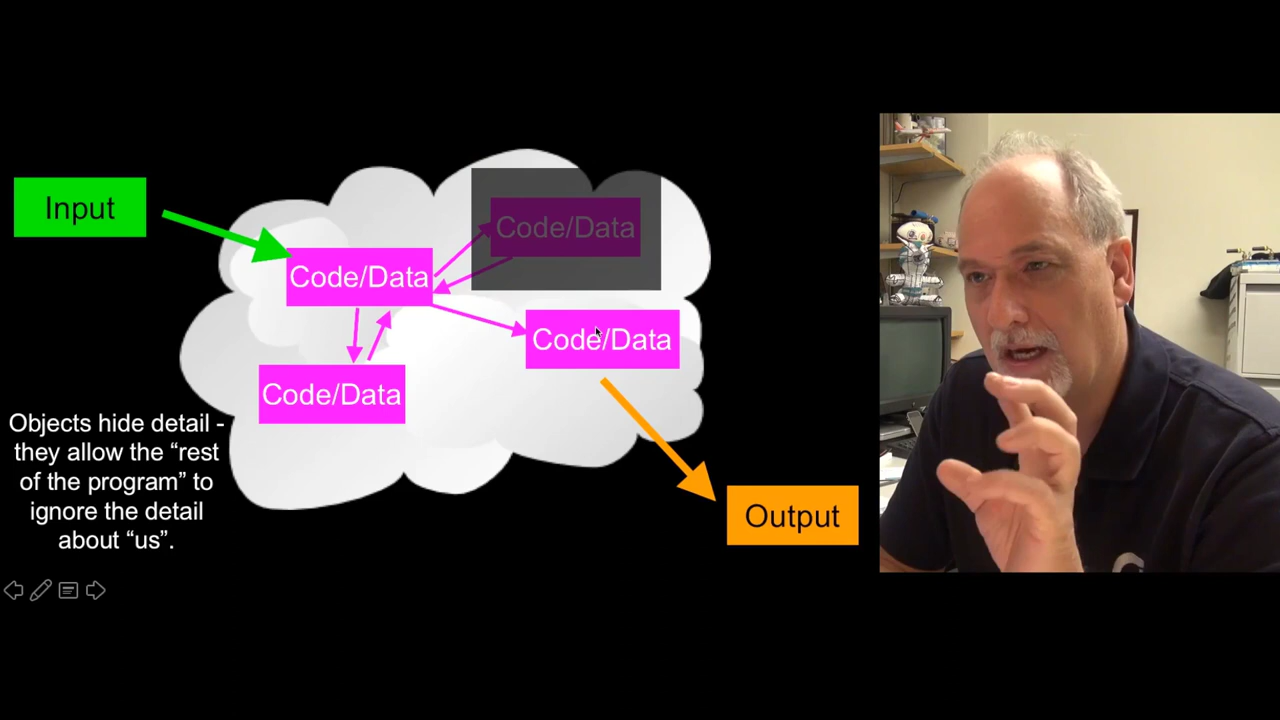 Input
Code/Data
Code/Data
Code/Data
Code/Data
Objects hide detail -
they allow the “rest
of the program” to
ignore the detail
about “us”.
Output